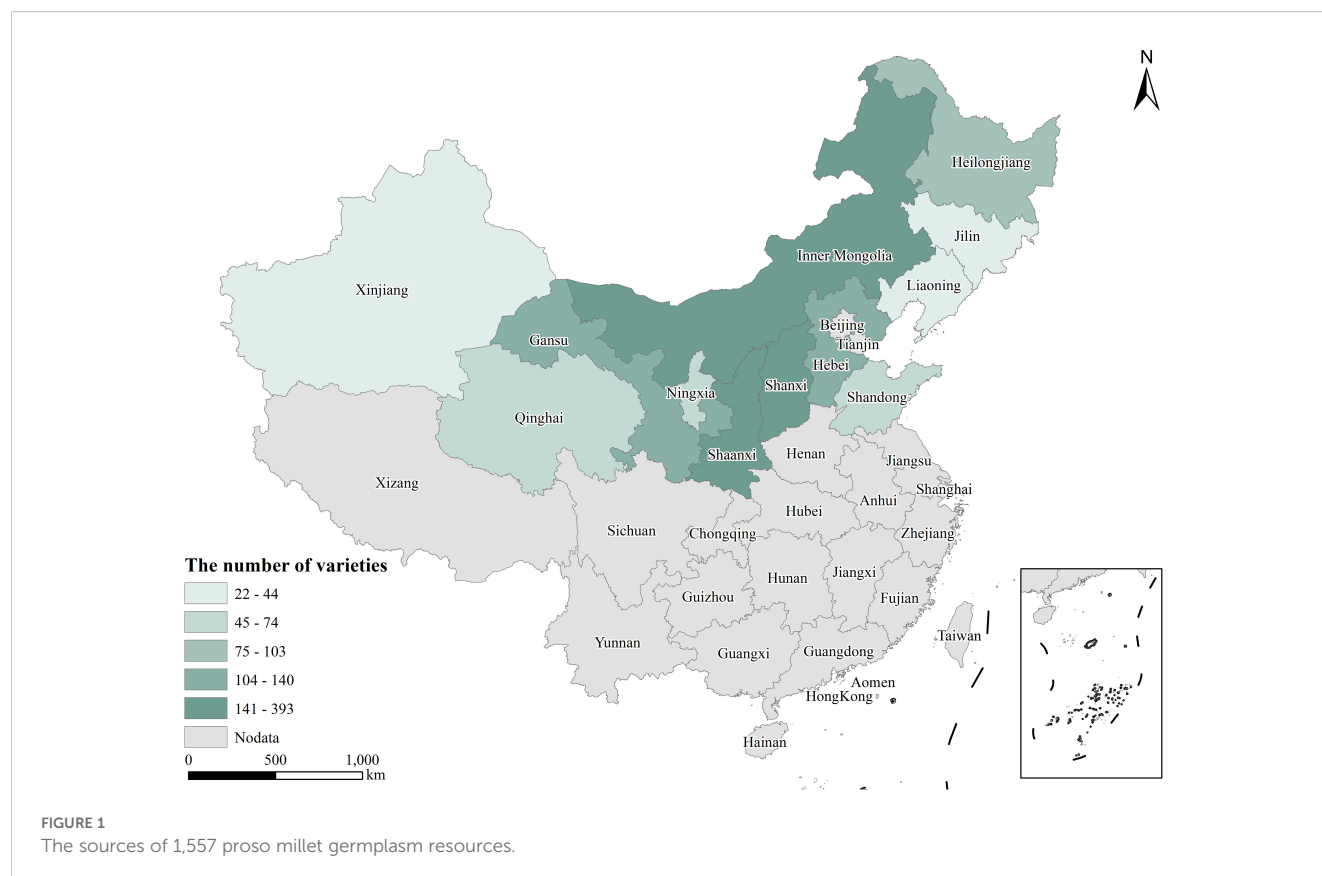 N
Heilongjiang
Jilin
Inner Mongolia
Liaoning
Xinjiang
Beijing
Gansu
Tianjin
Hebei
Shanxi
Ningxia
Shandong
Qinghai
Shaanxi
Henan
Jiangsu
Xizang
Shanghai
Anhui
Hubei
Sichuan
Chongqing
Zhejiang
Jiangxi
Hunan
Guizhou
Fujian
Taiwan
Yunnan
Guangxi
Guangdong
Aomen
HongKong
Hainan
The number of varieties
22 - 44
45 - 74
75 - 103
104 - 140
141 - 393
Nodata
0 500 1,000
km
FIGURE 1
The sources of 1,557 proso millet germplasm resources.